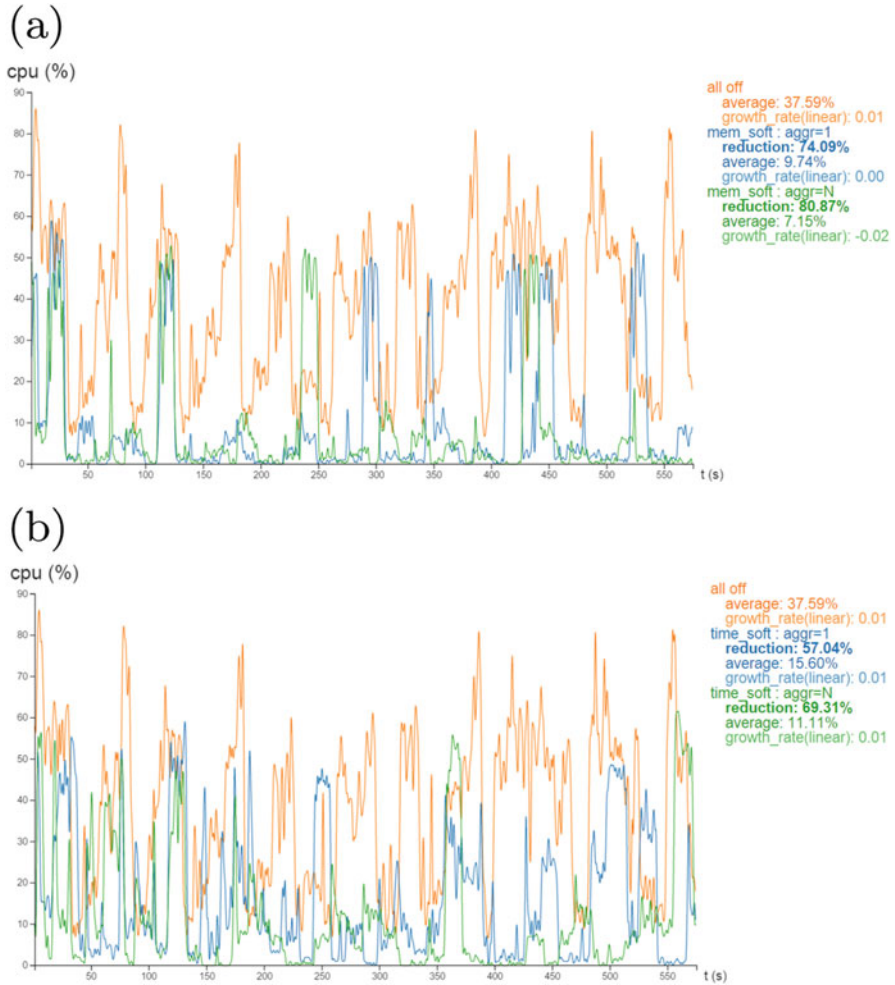 (a)
cpu (%)
90
80
70
60
50
40
30
20
10
0
50 100 150 200 250 300 350 400 450 500 550
t (s)
all off
average: 37.59%
growth_rate(linear): 0.01
mem_soft : aggr=1
reduction: 74.09%
average: 9.74%
growth_rate(linear): 0.00
mem_soft : aggr=N
reduction: 80.87%
average: 7.15%
growth_rate(linear): -0.02
(b)
cpu (%)
90
80
70
60
50
40
30
20
10
0
50 100 150 200 250 300 350 400 450 500 550
t (s)
all off
average: 37.59%
growth_rate(linear): 0.01
time_soft : aggr=1
reduction: 57.04%
average: 15.60%
growth_rate(linear): 0.01
time_soft : aggr=N
reduction: 69.31%
average: 11.11%
growth_rate(linear): 0.01